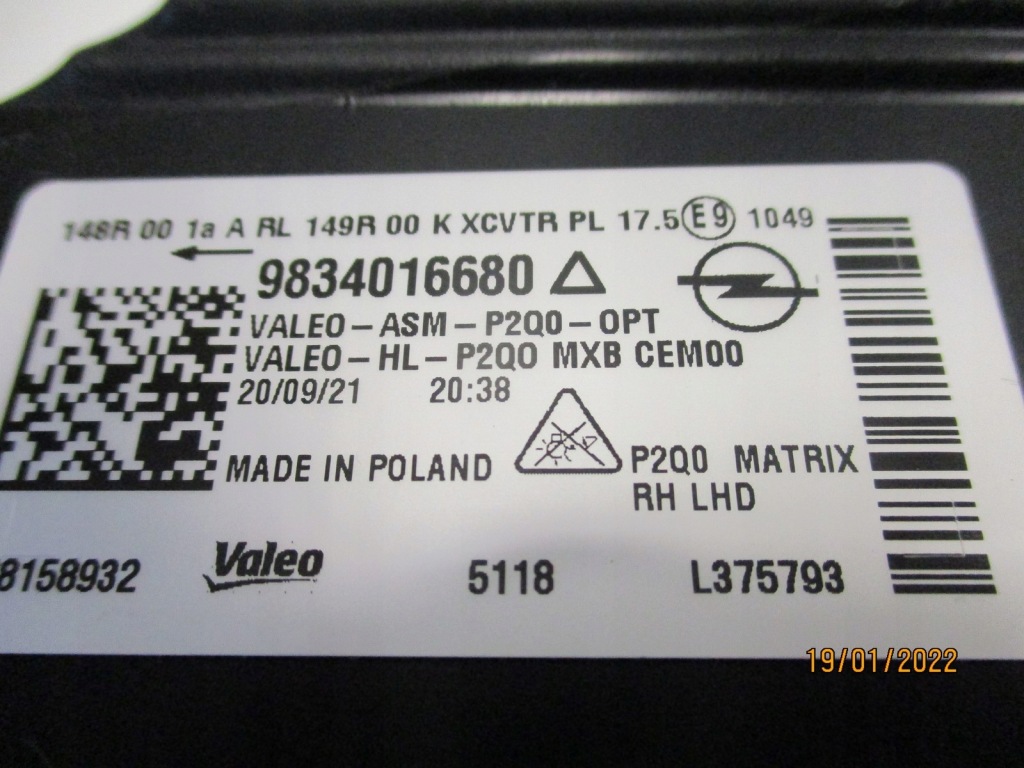 148R 00 1a A RL 149R 00 K XCVTR PL 17.5 E9 1049
9834016680
VALEO-ASM-P2Q0-OPT
VALEO-HL-P2Q0 MXB CEM00
20/09/21 20:38
MADE IN POLAND
P2Q0 MATRIX
RH LHD
8158932 Valeo 5118 L375793
19/01/2022